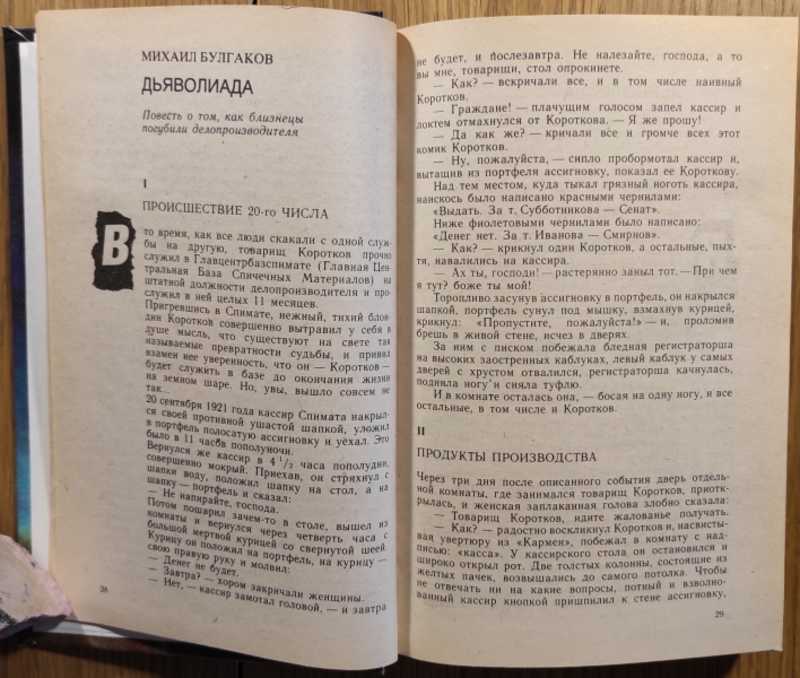 МИХАИЛ БУЛГАКОВ
ДЬЯВОЛИАДА
Повесть о том, как близнецы
погубили делопроизводителя
I
ПРОИСШЕСТВИЕ 20-го ЧИСЛА
В то время, как все люди скакали с одной служ-
бы на другую, товарищ Коротков прочно
служил в Главцентрбазспимате (Главная Цен-
тральная База Спичечных Материалов) на
штатной должности делопроизводителя и про-
служил в ней целых 11 месяцев.
Пригревшись в Спимате, нежный, тихий блон-
дин Коротков совершенно вытравил у себя в
душе мысль, что существуют на свете так
называемые превратности судьбы, и привил
взамен нее уверенность, что он — Коротков —
будет служить в базе до окончания жизни
на земном шаре. Но, увы, вышло совсем не
так...
20 сентября 1921 года кассир Спимата накрыл-
ся своей противной ушастой шапкой, уложил
в портфель полосатую ассигновку и уехал. Это
было в 11 часов пополуночи.
Вернулся же кассир в 4 1/2 часа пополудни,
совершенно мокрый. Приехав, он стряхнул с
шапки воду, положил шапку на стол, а на
шапку — портфель и сказал:
— Не напирайте, господа.
Потом пошарил зачем-то в столе, вышел из
комнаты и вернулся через четверть часа с
большой мертвой курицей со свернутой шеей.
Курицу он положил на портфель, на курицу —
свою правую руку и молвил:
— Денег не будет.
— Завтра? — хором закричали женщины.
— Нет, — кассир замотал головой, — и завтра
28
не будет, и послезавтра. Не налезайте, господа, а то
вы мне, товарищи, стол опрокинете.
— Как? — вскричали все, и в том числе наивный
Коротков.
— Граждане! — плачущим голосом запел кассир и
локтем отмахнулся от Короткова. — Я же прошу!
— Да как же? — кричали все и громче всех этот
комик Коротков.
— Ну, пожалуйста, — сипло пробормотал кассир и,
вытащив из портфеля ассигновку, показал ее Короткову.
Над тем местом, куда тыкал грязный ноготь кассира,
наискось было написано красными чернилами:
«Выдать. За т. Субботникова — Сенат».
Ниже фиолетовыми чернилами было написано:
«Денег нет. За т. Иванова — Смирнов».
— Как? — крикнул один Коротков, а остальные, пых-
тя, навалились на кассира.
— Ах ты, господи! — растерянно заныл тот. — При чем
я тут? боже ты мой!
Торопливо засунув ассигновку в портфель, он накрылся
шапкой, портфель сунул под мышку, взмахнул курицей,
крикнул: «Пропустите, пожалуйста!» — и, проломив
брешь в живой стене, исчез в дверях.
За ним с писком побежала бледная регистраторша
на высоких заостренных каблуках, левый каблук у самых
дверей с хрустом отвалился, регистраторша качнулась,
подняла ногу и сняла туфлю.
И в комнате осталась она, — босая на одну ногу, и все
остальные, в том числе и Коротков.
II
ПРОДУКТЫ ПРОИЗВОДСТВА
Через три дня после описанного события дверь отдель-
ной комнаты, где занимался товарищ Коротков, приотк-
рылась, и женская заплаканная голова злобно сказала:
— Товарищ Коротков, идите жалованье получать.
— Как? — радостно воскликнул Коротков и, насвисты-
вая увертюру из «Кармен», побежал в комнату с над-
писью: «касса». У кассирского стола он остановился и
широко открыл рот. Две толстых колонны, состоящие из
желтых пачек, возвышались до самого потолка. Чтобы
не отвечать ни на какие вопросы, потный и взволно-
ванный кассир кнопкой пришпилил к стене ассигновку,
29